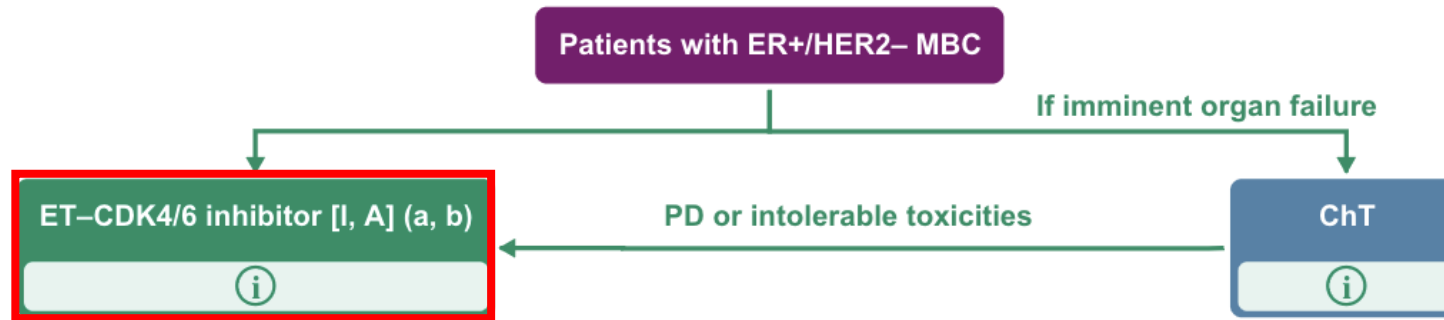 Patients with ER+/HER2– MBC
If imminent organ failure
ET–CDK4/6 inhibitor [I, A] (a, b)
PD or intolerable toxicities
ChT
i
i